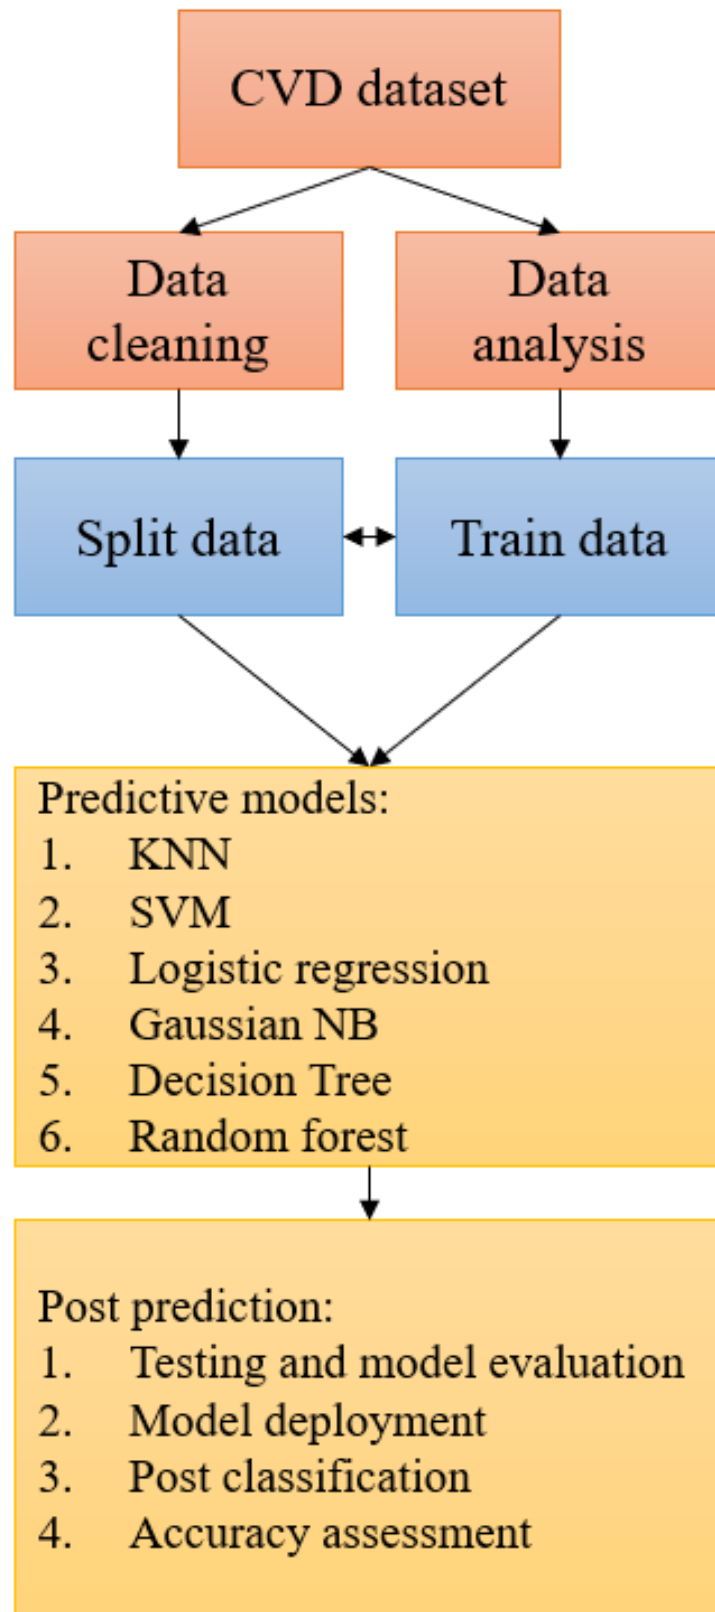 CVD dataset
Data
cleaning
Data
analysis
Split data
Train data
Predictive models:
1. KNN
2. SVM
3. Logistic regression
4. Gaussian NB
5. Decision Tree
6. Random forest
Post prediction:
1. Testing and model evaluation
2. Model deployment
3. Post classification
4. Accuracy assessment